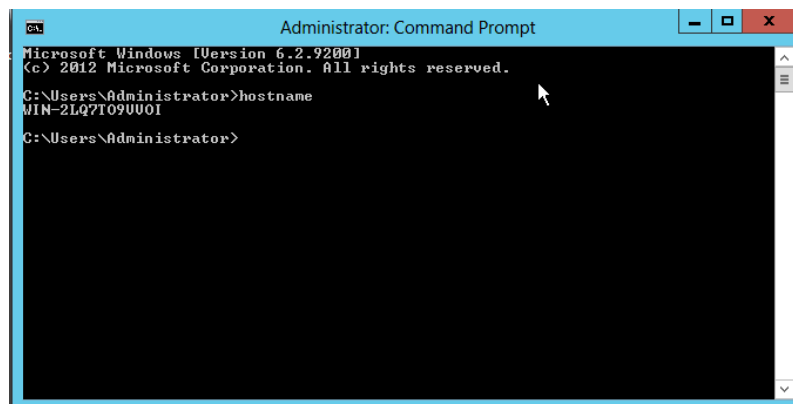 Administrator: Command Prompt
Microsoft Windows [Version 6.2.9200]
(c) 2012 Microsoft Corporation. All rights reserved.
C:\Users\Administrator>hostname
WIN-2LQ7TO9VVOI
C:\Users\Administrator>